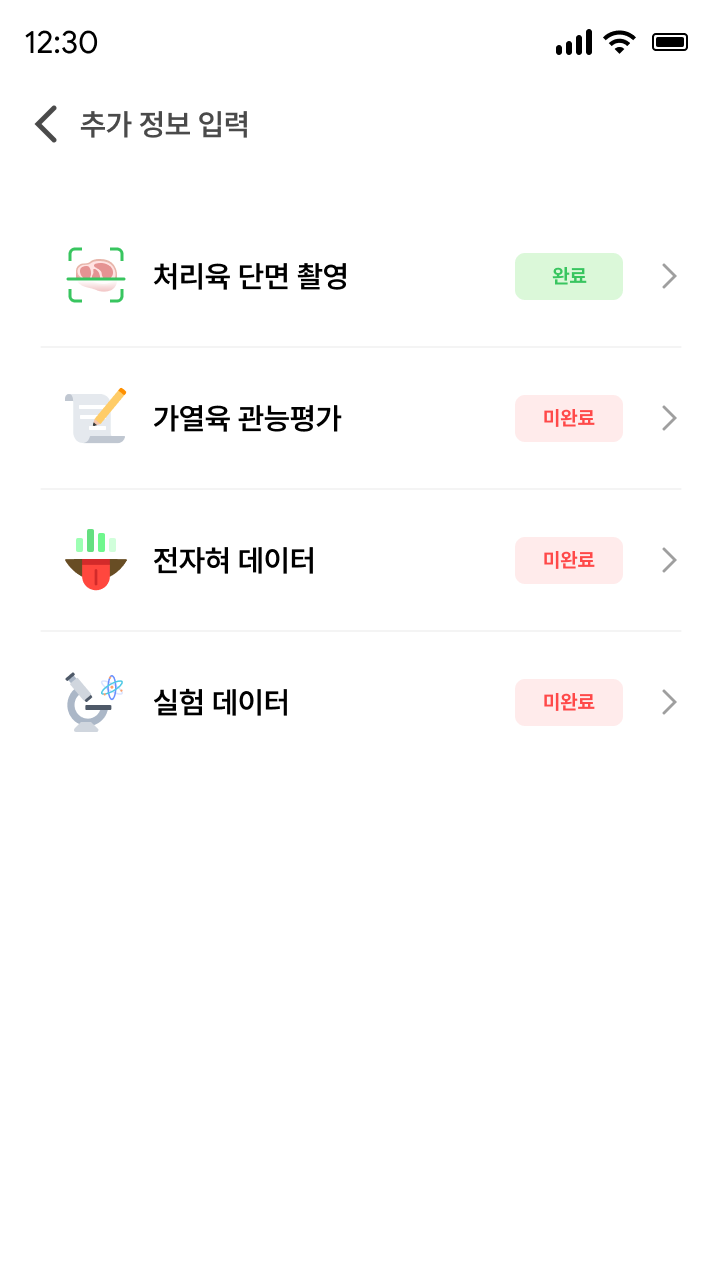 12:30
추가 정보 입력
처리육 단면 촬영
완료
가열육 관능평가
미완료
전자혀 데이터
미완료
실험 데이터
미완료